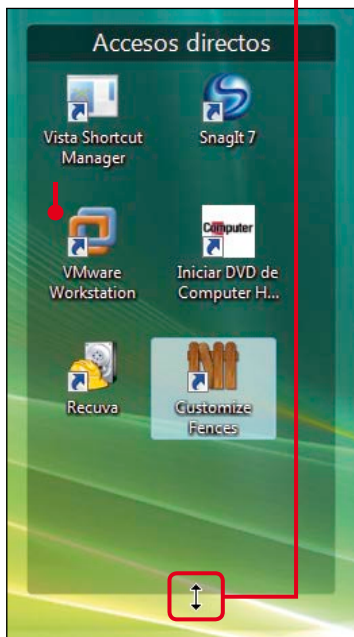 Accesos directos
Vista Shortcut
Manager
SnagIt 7
VMware
Workstation
Computer
Iniciar DVD de
Computer H...
Recuva
Customize
Fences